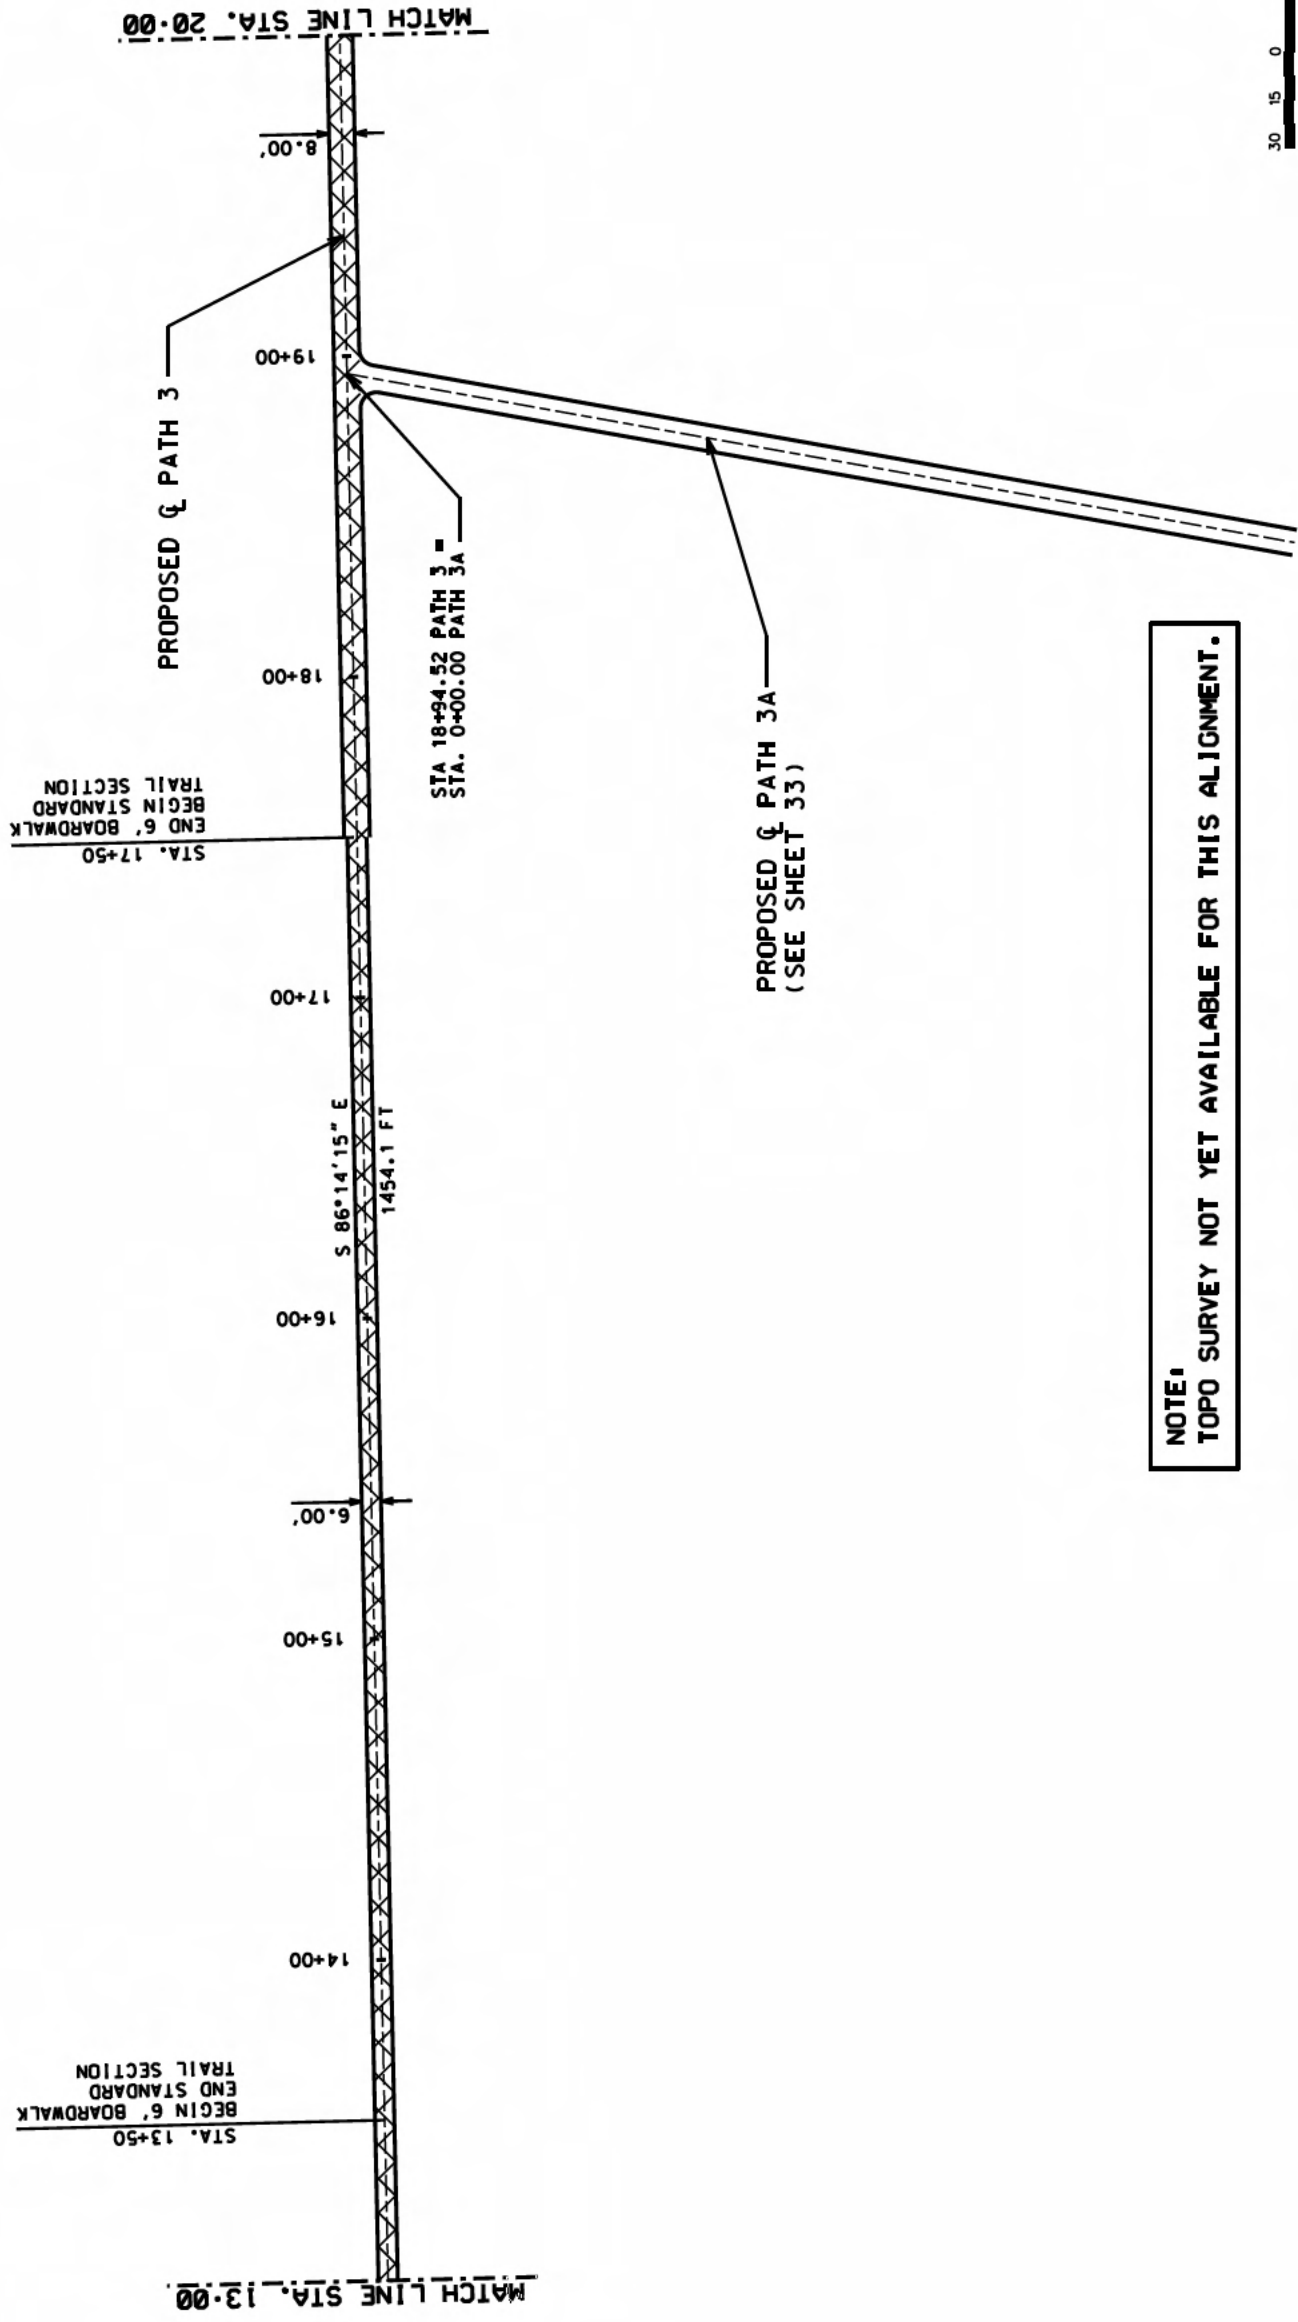 MATCH LINE STA. 20+00
8.00'
30 15 0
PROPOSED ℄ PATH 3
19+00
STA 18+94.52 PATH 3 =
STA. 0+00.00 PATH 3A
18+00
STA. 17+50
END 6' BOARDWALK
BEGIN STANDARD
TRAIL SECTION
PROPOSED ℄ PATH 3A
(SEE SHEET 33)
17+00
S 86°14'15" E
1454.1 FT
16+00
NOTE:
TOPO SURVEY NOT YET AVAILABLE FOR THIS ALIGNMENT.
6.00'
15+00
14+00
STA. 13+50
BEGIN 6' BOARDWALK
END STANDARD
TRAIL SECTION
MATCH LINE STA. 13+00